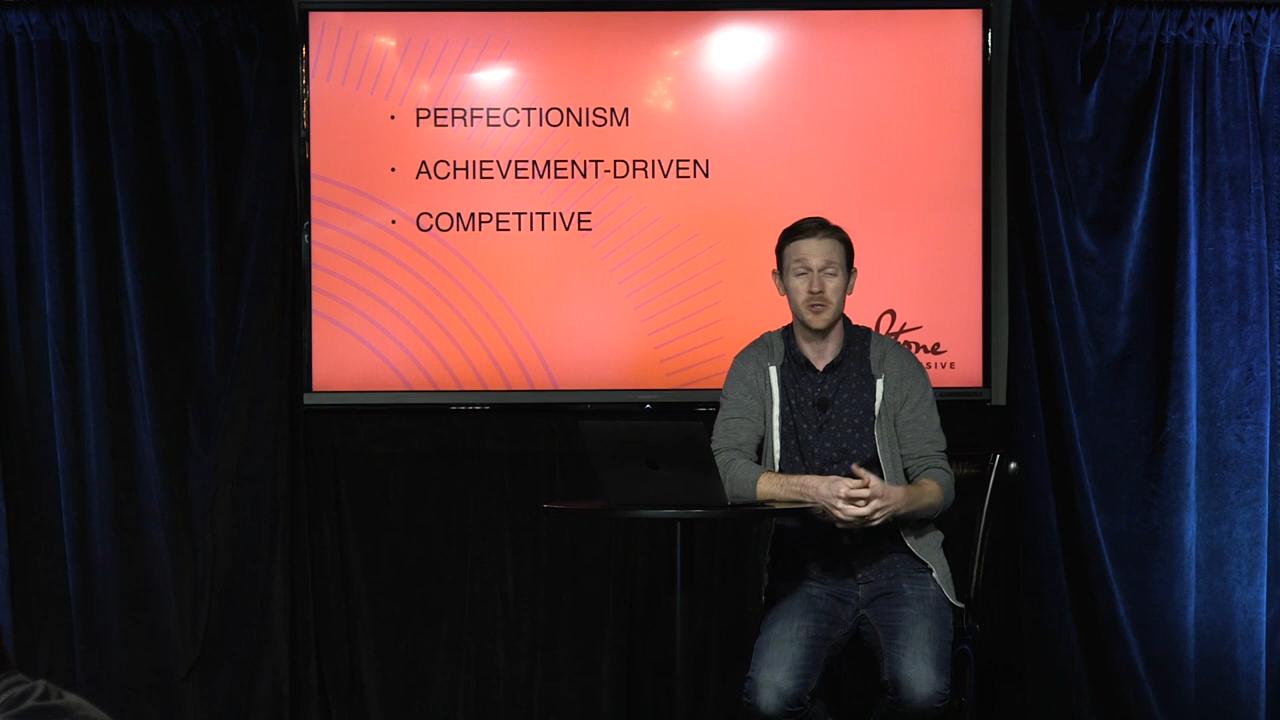 · PERFECTIONISM
· ACHIEVEMENT-DRIVEN
· COMPETITIVE